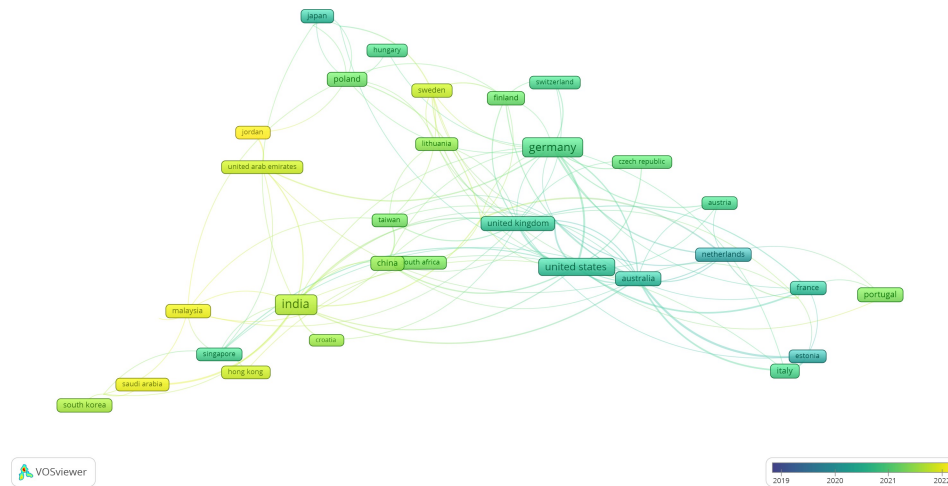 japan
hungary
poland
switzerland
sweden
finland
jordan
lithuania
germany
united arab emirates
czech republic
austria
taiwan
united kingdom
netherlands
china
outh africa
united states
australia
france
portugal
india
malaysia
croatia
singapore
estonia
italy
hong kong
saudi arabia
south korea
VOSviewer
2019 2020 2021